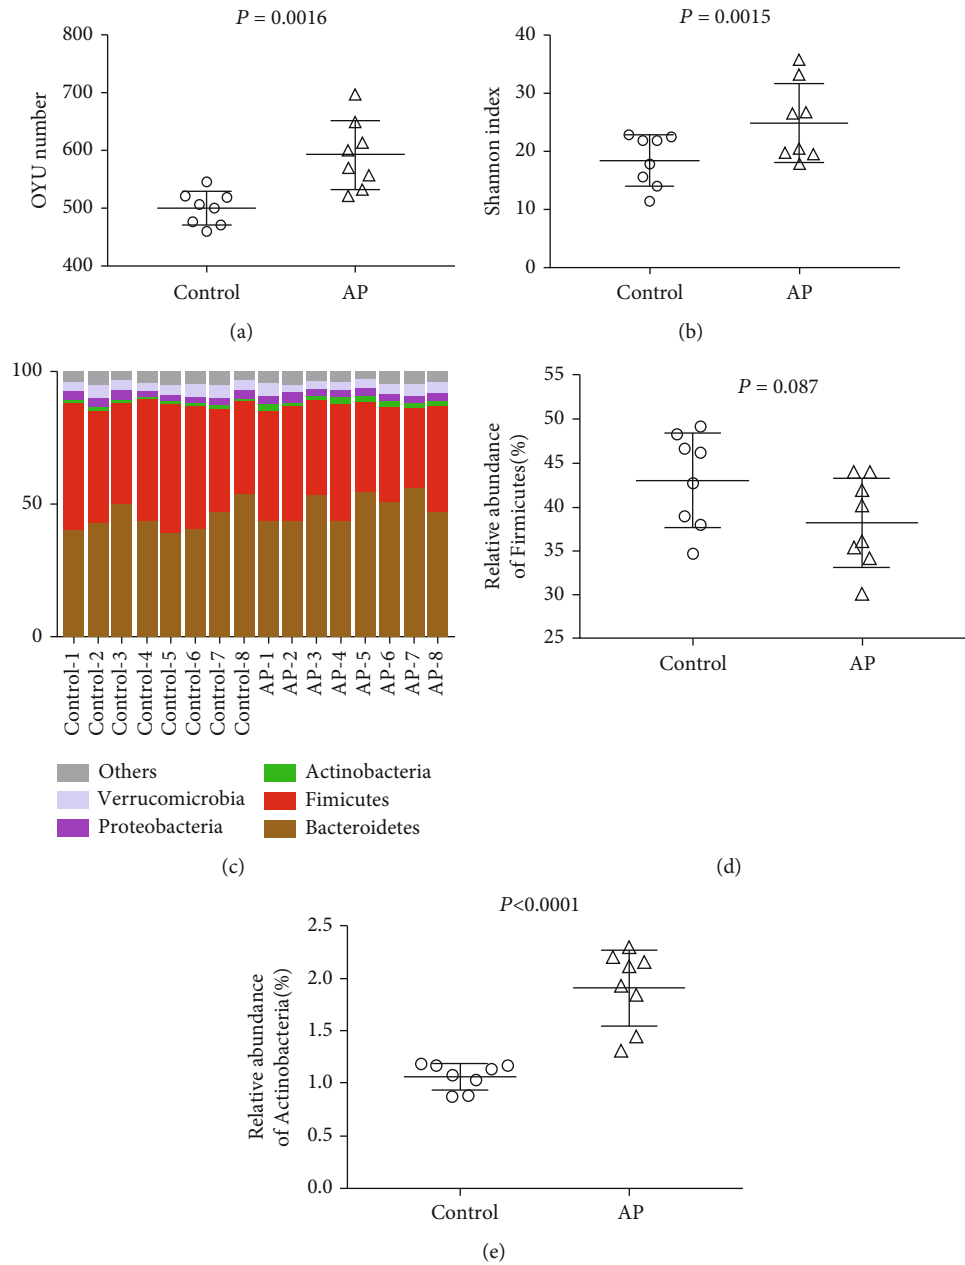 P = 0.0016
800
700
600
500
400
OYU number
Control
AP
(a)
P = 0.0015
40
30
20
10
0
Shannon index
Control
AP
(b)
100
50
0
Control-1
Control-2
Control-3
Control-4
Control-5
Control-6
Control-7
Control-8
AP-1
AP-2
AP-3
AP-4
AP-5
AP-6
AP-7
AP-8
Others
Verrucomicrobia
Proteobacteria
Actinobacteria
Fimicutes
Bacteroidetes
(c)
P = 0.087
55
50
45
40
35
30
25
Relative abundance
of Firmicutes(%)
Control
AP
(d)
P<0.0001
2.5
2.0
1.5
1.0
0.5
0.0
Relative abundance
of Actinobacteria(%)
Control
AP
(e)